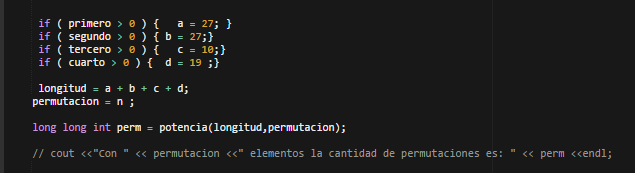 if ( primero > 0 ) {   a = 27; }
if ( segundo > 0 ) { b = 27;}
if ( tercero > 0 ) {   c = 10;}
if ( cuarto > 0 ) {  d = 19 ;}
longitud = a + b + c + d;
permutacion = n ;
long long int perm = potencia(longitud,permutacion);
// cout <<"Con " << permutacion <<" elementos la cantidad de permutaciones es: " << perm <<endl;